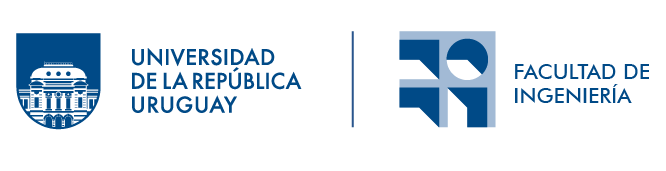 UNIVERSIDAD
DE LA REPÚBLICA
URUGUAY
FACULTAD DE
INGENIERÍA